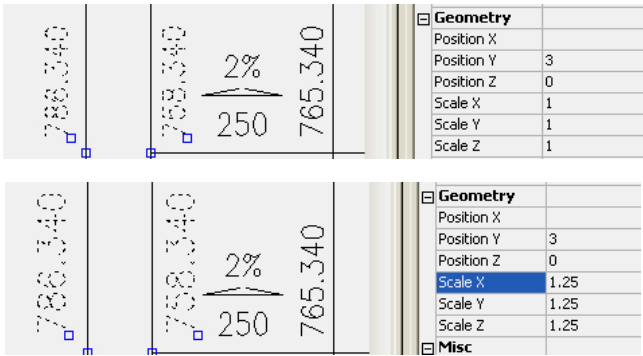 786.340
758.340
2%
250
765.340
Geometry
Position X
Position Y 3
Position Z 0
Scale X 1
Scale Y 1
Scale Z 1
786.340
758.340
2%
250
765.340
Geometry
Position X
Position Y 3
Position Z 0
Scale X 1.25
Scale Y 1.25
Scale Z 1.25
Misc